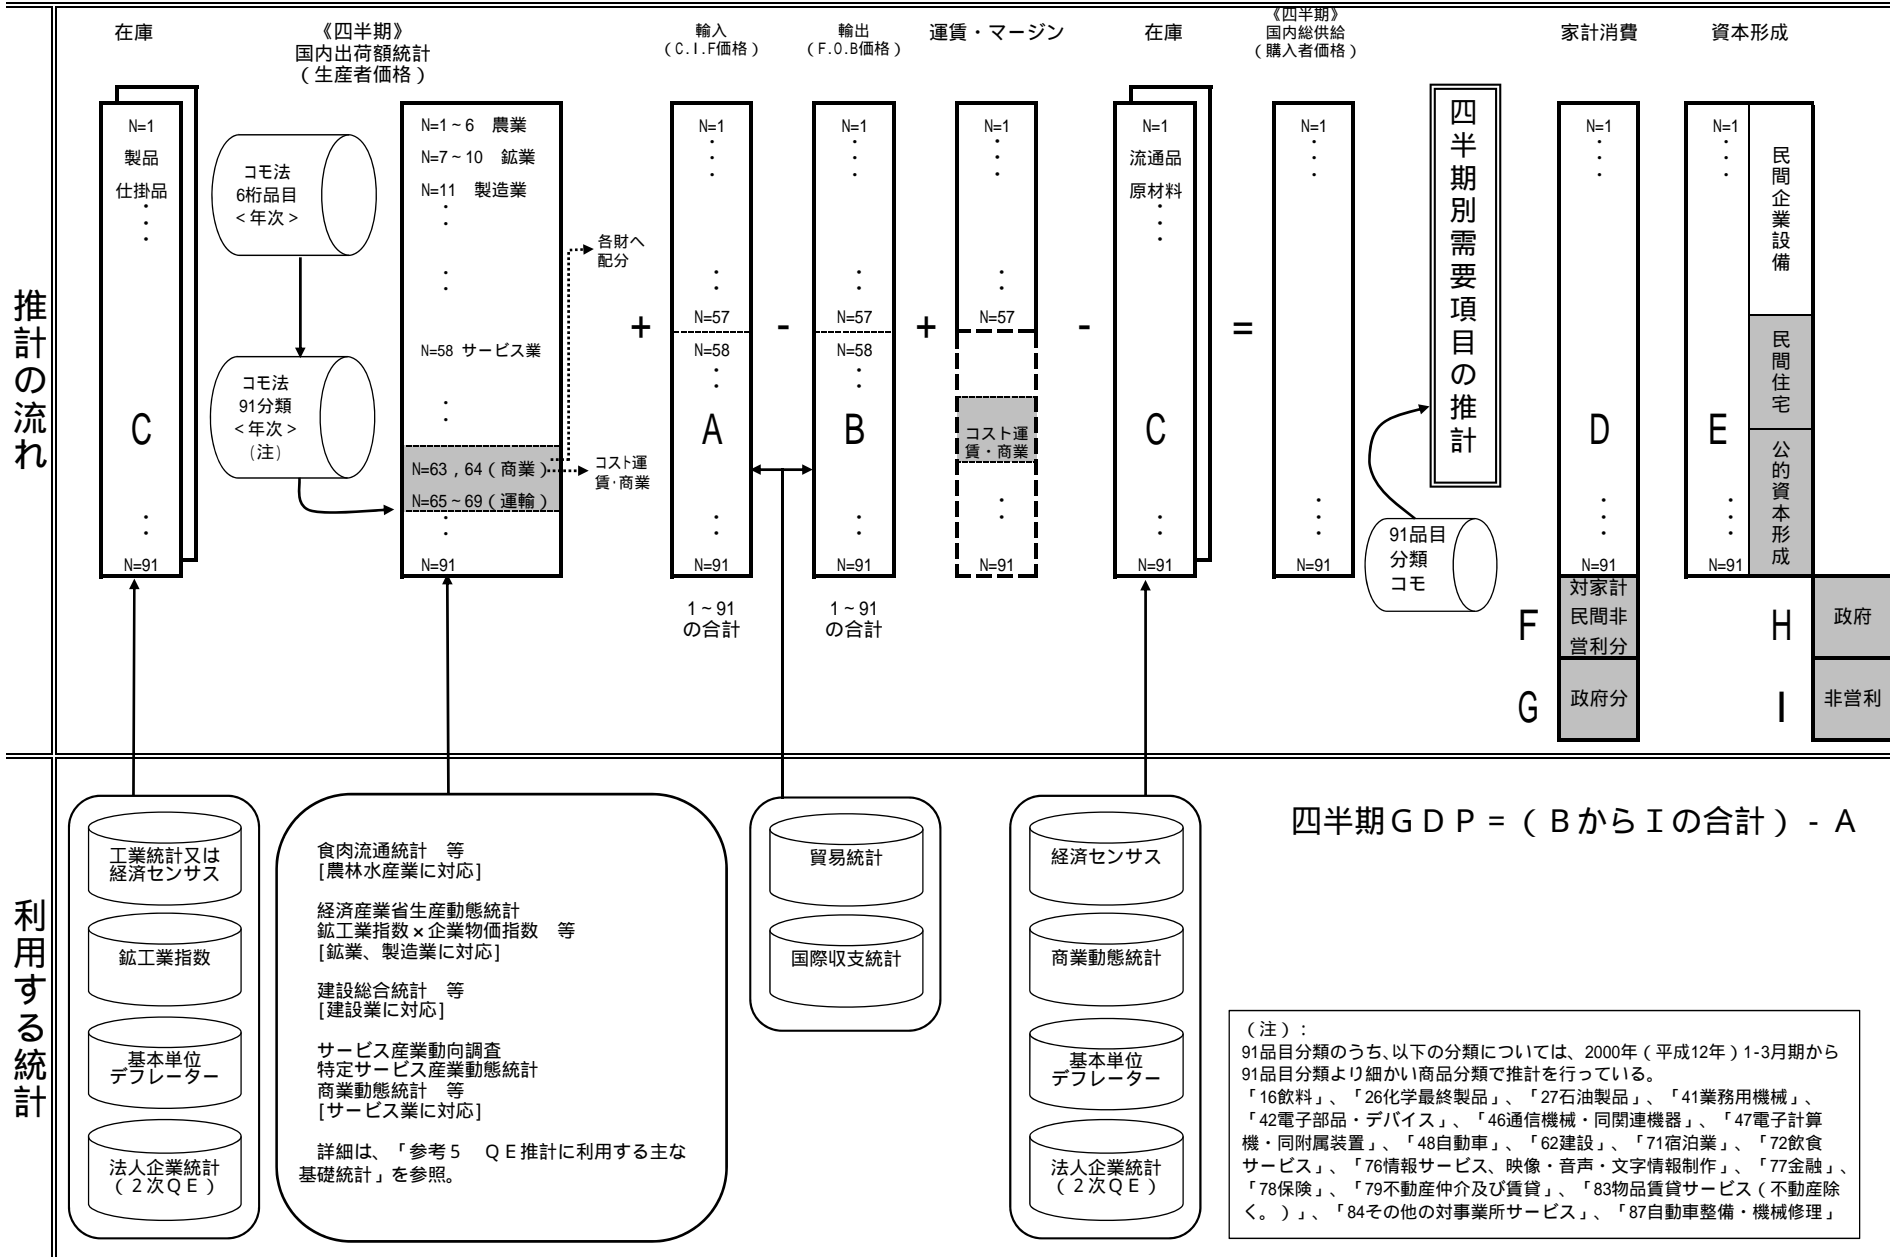 在庫
《四半期》
国内出荷額統計
（生産者価格）
輸入
（C.I.F価格）
輸出
（F.O.B価格）
運賃・マージン
在庫
《四半期》
国内総供給
（購入者価格）
家計消費
資本形成
推計の流れ
N=1
製品
仕掛品
・
・
C
・
・
N=91
コモ法
6桁品目
<年次>
コモ法
91分類
<年次>
(注)
N=1~6 農業
N=7~10 鉱業
N=11 製造業
・
・
・
・
N=58 サービス業
・
・
N=63,64(商業)
N=65~69(運輸)
・
・
N=91
各財へ
配分
コスト運
賃・商業
+
N=1
・
・
・
・
N=57
N=58
・
・
A
・
・
N=91
1~91
の合計
-
N=1
・
・
・
・
N=57
N=58
・
・
B
・
・
N=91
1~91
の合計
+
N=1
・
・
・
・
N=57
コスト運
賃・商業
・
・
N=91
-
N=1
流通品
原材料
・
・
C
・
・
N=91
=
N=1
・
・
・
・
・
N=91
四半期別需要項目の推計
91品目
分類
コモ
N=1
・
・
D
・
・
N=91
対家計
民間非
営利分
F
政府分
G
N=1
・
・
E
・
・
N=91
民間企業設備
民間住宅
公的資本形成
H
政府
I
非営利
利用する統計
工業統計又は
経済センサス
鉱工業指数
基本単位
デフレーター
法人企業統計
(2次QE)
食肉流通統計 等
[農林水産業に対応]
経済産業省生産動態統計
鉱工業指数×企業物価指数 等
[鉱業、製造業に対応]
建設総合統計 等
[建設業に対応]
サービス産業動向調査
特定サービス産業動態統計
商業動態統計 等
[サービス業に対応]
詳細は、「参考5 QE推計に利用する主な
基礎統計」を参照。
貿易統計
国際収支統計
経済センサス
商業動態統計
基本単位
デフレーター
法人企業統計
(2次QE)
四半期GDP=(BからIの合計)-A
(注):
91品目分類のうち、以下の分類については、2000年(平成12年)1-3月期から
91品目分類より細かい商品分類で推計を行っている。
「16飲料」、「26化学最終製品」、「27石油製品」、「41業務用機械」、
「42電子部品・デバイス」、「46通信機械・同関連機器」、「47電子計算
機・同附属装置」、「48自動車」、「62建設」、「71宿泊業」、「72飲食
サービス」、「76情報サービス、映像・音声・文字情報制作」、「77金融」、
「78保険」、「79不動産仲介及び賃貸」、「83物品賃貸サービス(不動産除
く。)」、「84その他の対事業所サービス」、「87自動車整備・機械修理」